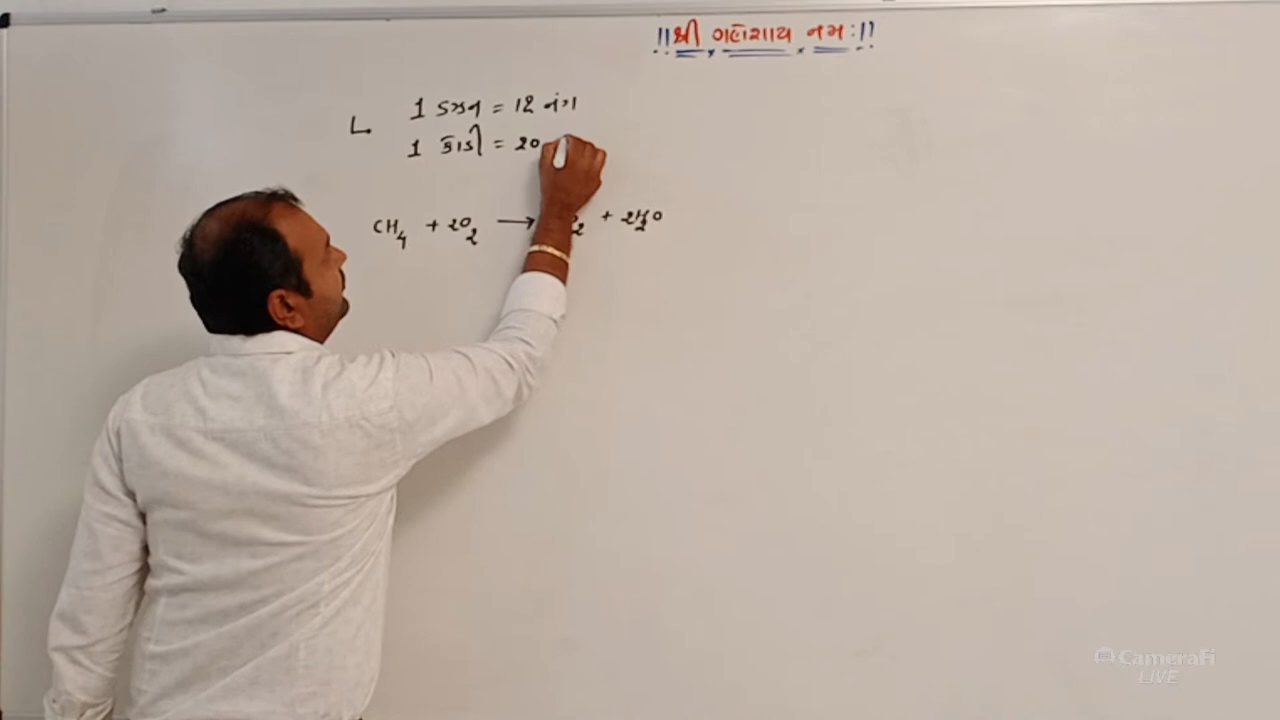 ॥શ્રી ગણેશાય નમઃ॥
1 ડઝન = 12 નંગ
1 કોડી = 20
CH₄ + 2O₂ ⟶ + 2H₂O
CameraFi
LIVE